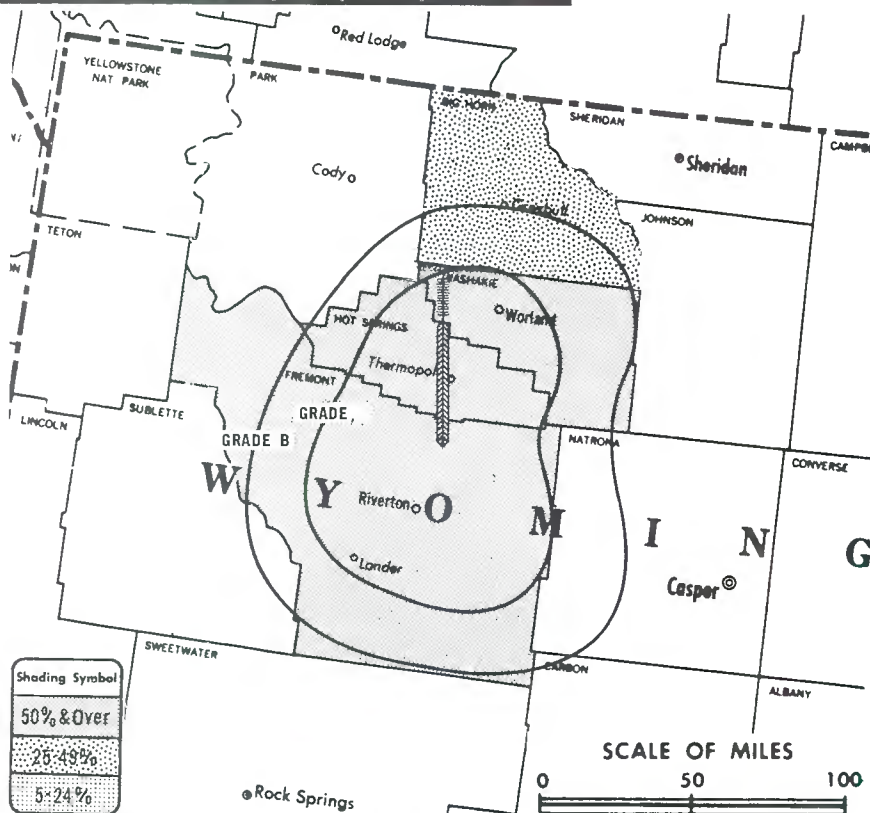 Red Lodge
YELLOWSTONE
NAT PARK
PARK
BIG HORN
SHERIDAN
Sheridan
CAMPB
Cody
JOHNSON
TETON
WASHAKIE
Worland
HOT SPRINGS
Thermopol
FREMONT
GRADE
SUBLETTE
LINCOLN
GRADE B
NATRONA
CONVERSE
W Y O M I N G
Riverton
Lander
Casper
SWEETWATER
CARBON
ALBANY
Shading Symbol
50% & Over
25-49%
5-24%
SCALE OF MILES
0 50 100
Rock Springs